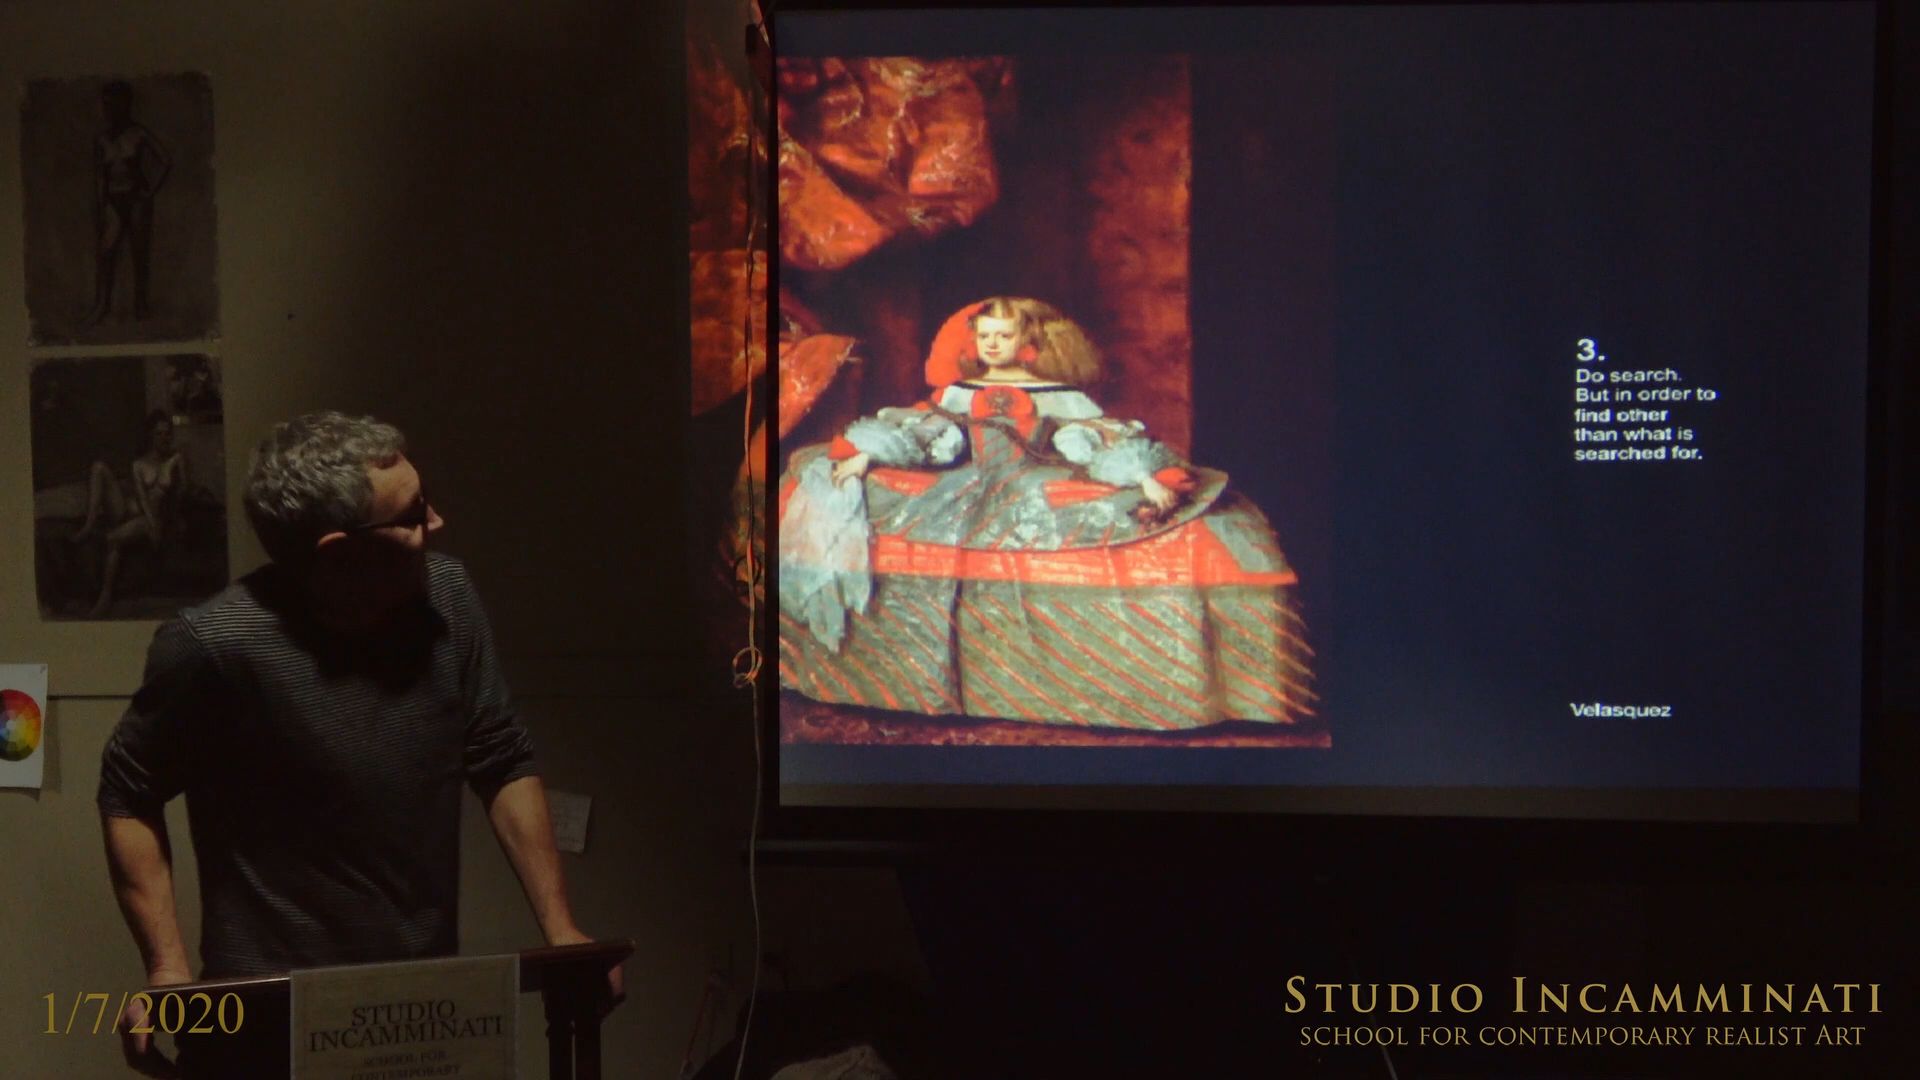 3.
Do search.
But in order to
find other
than what is
searched for.
Velasquez
1/7/2020
STUDIO
INCAMMINATI
SCHOOL FOR
CONTEMPORARY
STUDIO INCAMMINATI
SCHOOL FOR CONTEMPORARY REALIST ART